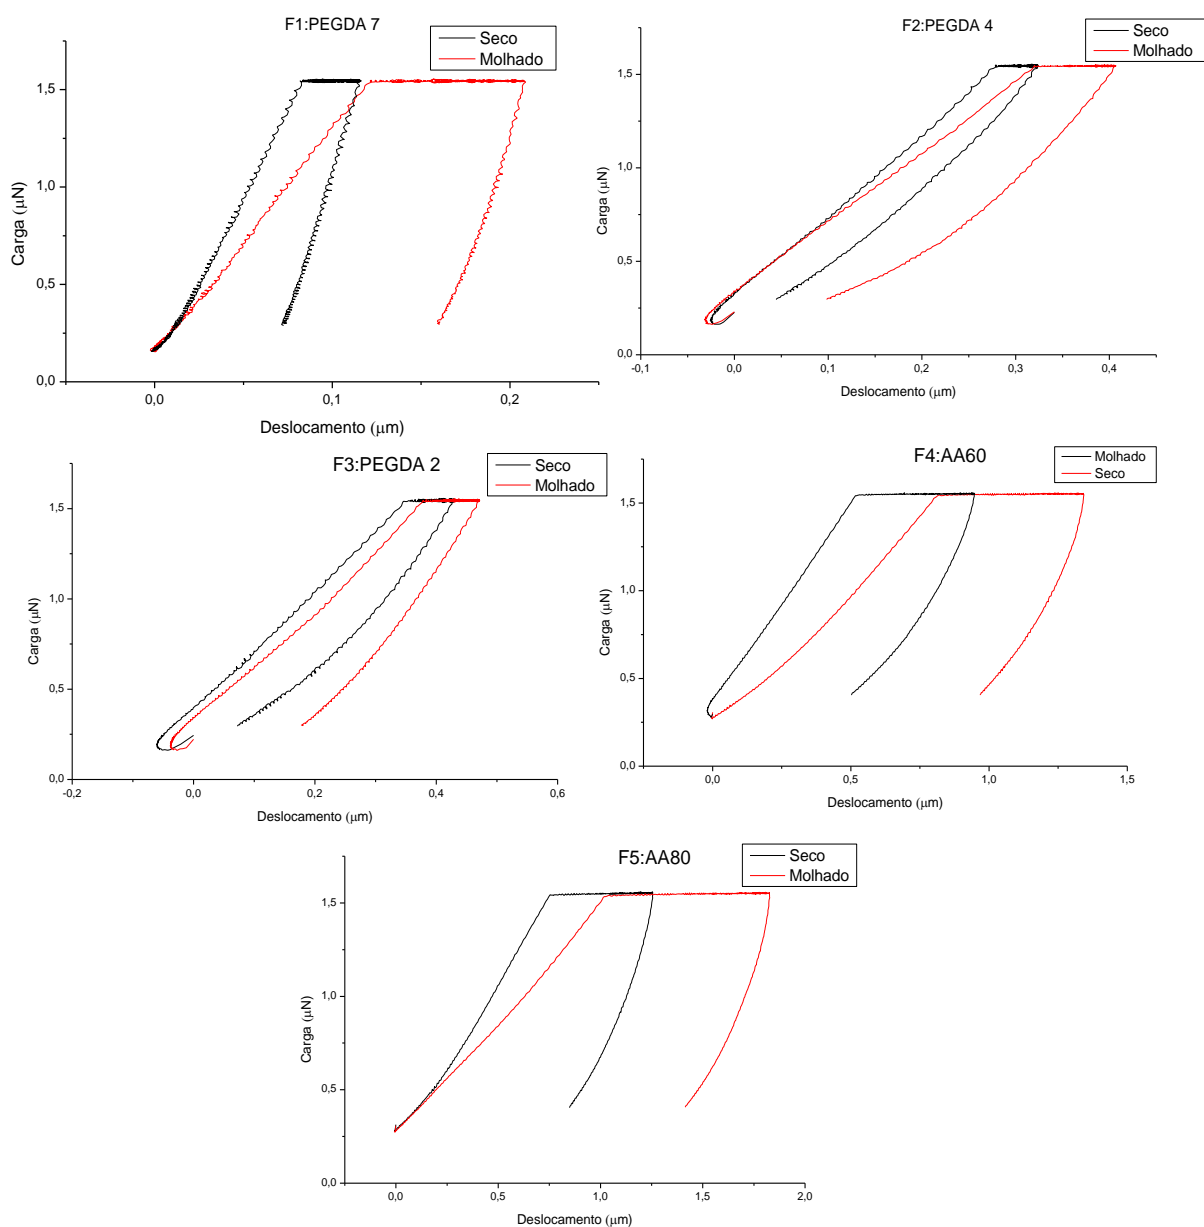 F1:PEGDA 7
Seco
Molhado
1,5
1,0
0,5
0,0
Carga (μN)
0,0
0,1
0,2
Deslocamento (μm)
F2:PEGDA 4
Seco
Molhado
1,5
1,0
0,5
0,0
Carga (μN)
-0,1
0,0
0,1
0,2
0,3
0,4
Deslocamento (μm)
F3:PEGDA 2
Seco
Molhado
1,5
1,0
0,5
0,0
Carga (μN)
-0,2
0,0
0,2
0,4
0,6
Deslocamento (μm)
F4:AA60
Molhado
Seco
1,5
1,0
0,5
0,0
Carga (μN)
0,0
0,5
1,0
1,5
Deslocamento (μm)
F5:AA80
Seco
Molhado
1,5
1,0
0,5
0,0
Carga (μN)
0,0
0,5
1,0
1,5
2,0
Deslocamento (μm)